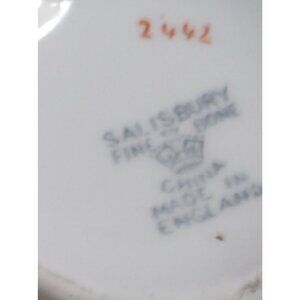 2442
SALISBURY
FINE BONE
CHINA
MADE IN
ENGLAND